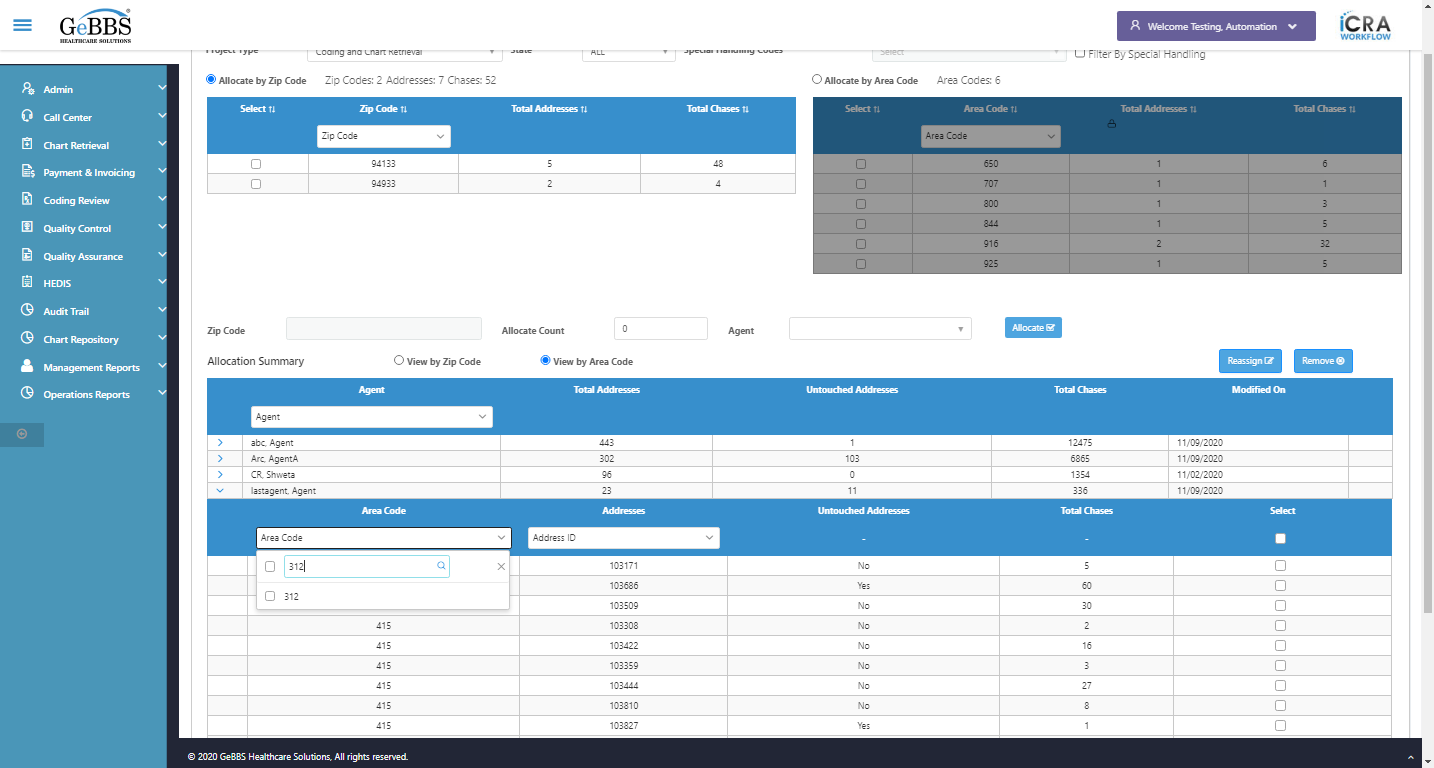 GeBBS
HEALTHCARE SOLUTIONS
Welcome Testing, Automation
iCRA
WORKFLOW
Project Type Coding and Chart Retrieval State ALL Special Handling Codes Select Filter By Special Handling
Admin
Call Center
Chart Retrieval
Payment & Invoicing
Coding Review
Quality Control
Quality Assurance
HEDIS
Audit Trail
Chart Repository
Management Reports
Operations Reports
Allocate by Zip Code Zip Codes: 2 Addresses: 7 Chases: 52
Select Zip Code Total Addresses Total Chases
Zip Code
94133 5 48
94933 2 4
Allocate by Area Code Area Codes: 6
Select Area Code Total Addresses Total Chases
Area Code
650 1 6
707 1 1
800 1 3
844 1 5
916 2 32
925 1 5
Zip Code Allocate Count 0 Agent Allocate
Allocation Summary View by Zip Code View by Area Code Reassign Remove
Agent Total Addresses Untouched Addresses Total Chases Modified On
Agent
abc, Agent 443 1 12475 11/09/2020
Arc, AgentA 302 103 6865 11/09/2020
CR, Shweta 96 0 1354 11/02/2020
lastagent, Agent 23 11 336 11/09/2020
Area Code Addresses Untouched Addresses Total Chases Select
Area Code Address ID - -
312
312
103171 No 5
103686 Yes 60
103509 No 30
415 103308 No 2
415 103422 No 16
415 103359 No 3
415 103444 No 27
415 103810 No 8
415 103827 Yes 1
© 2020 GeBBS Healthcare Solutions, All rights reserved.